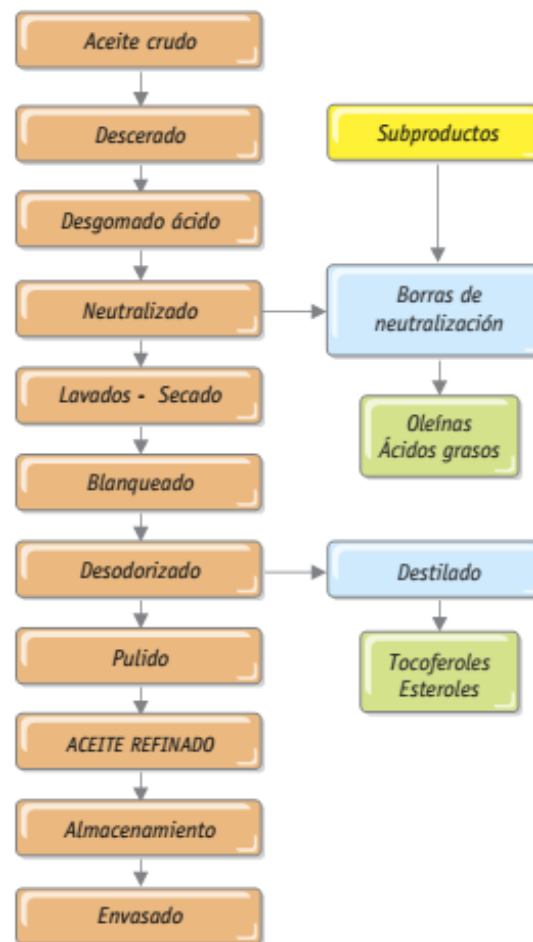 Aceite crudo
Descerado
Subproductos
Desgomado ácido
Neutralizado
Borras de
neutralización
Lavados - Secado
Oleínas
Ácidos grasos
Blanqueado
Desodorizado
Destilado
Pulido
Tocoferoles
Esteroles
ACEITE REFINADO
Almacenamiento
Envasado